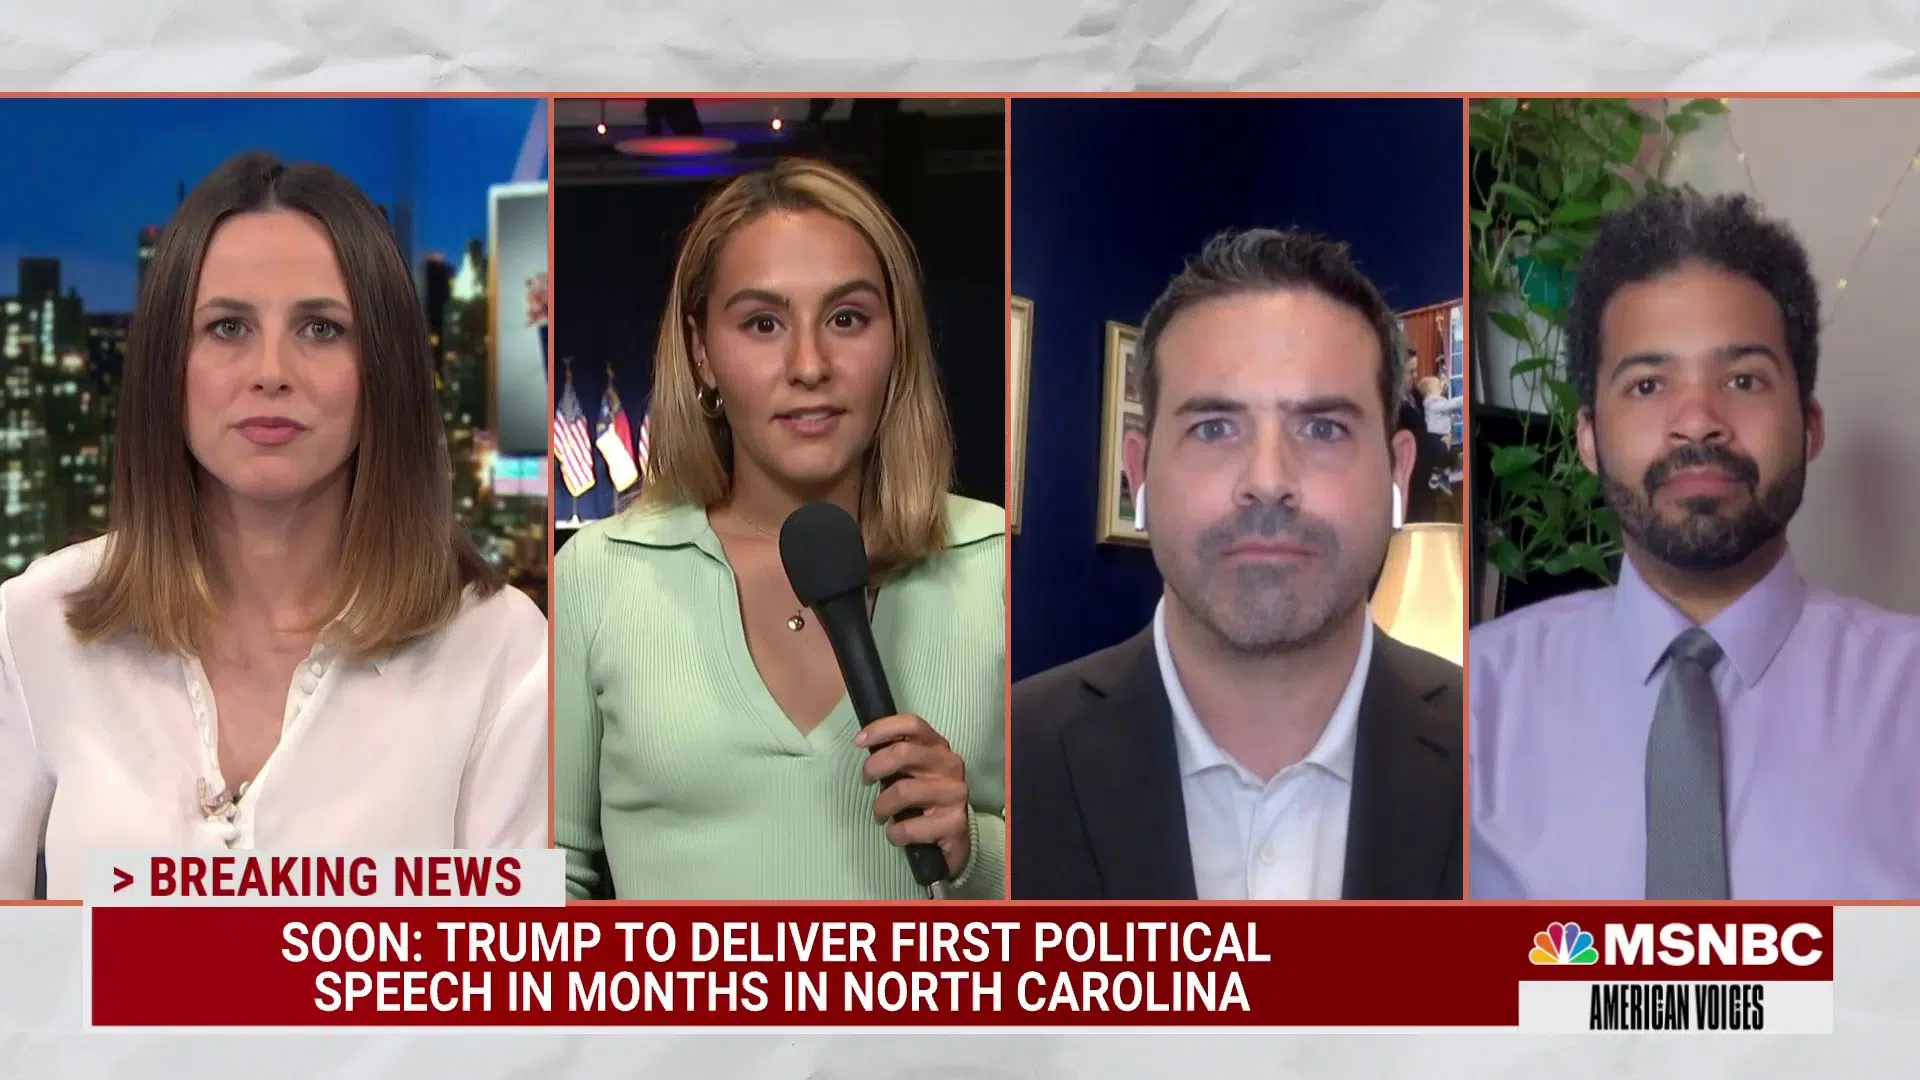 > BREAKING NEWS
SOON: TRUMP TO DELIVER FIRST POLITICAL
SPEECH IN MONTHS IN NORTH CAROLINA
MSNBC
AMERICAN VOICES